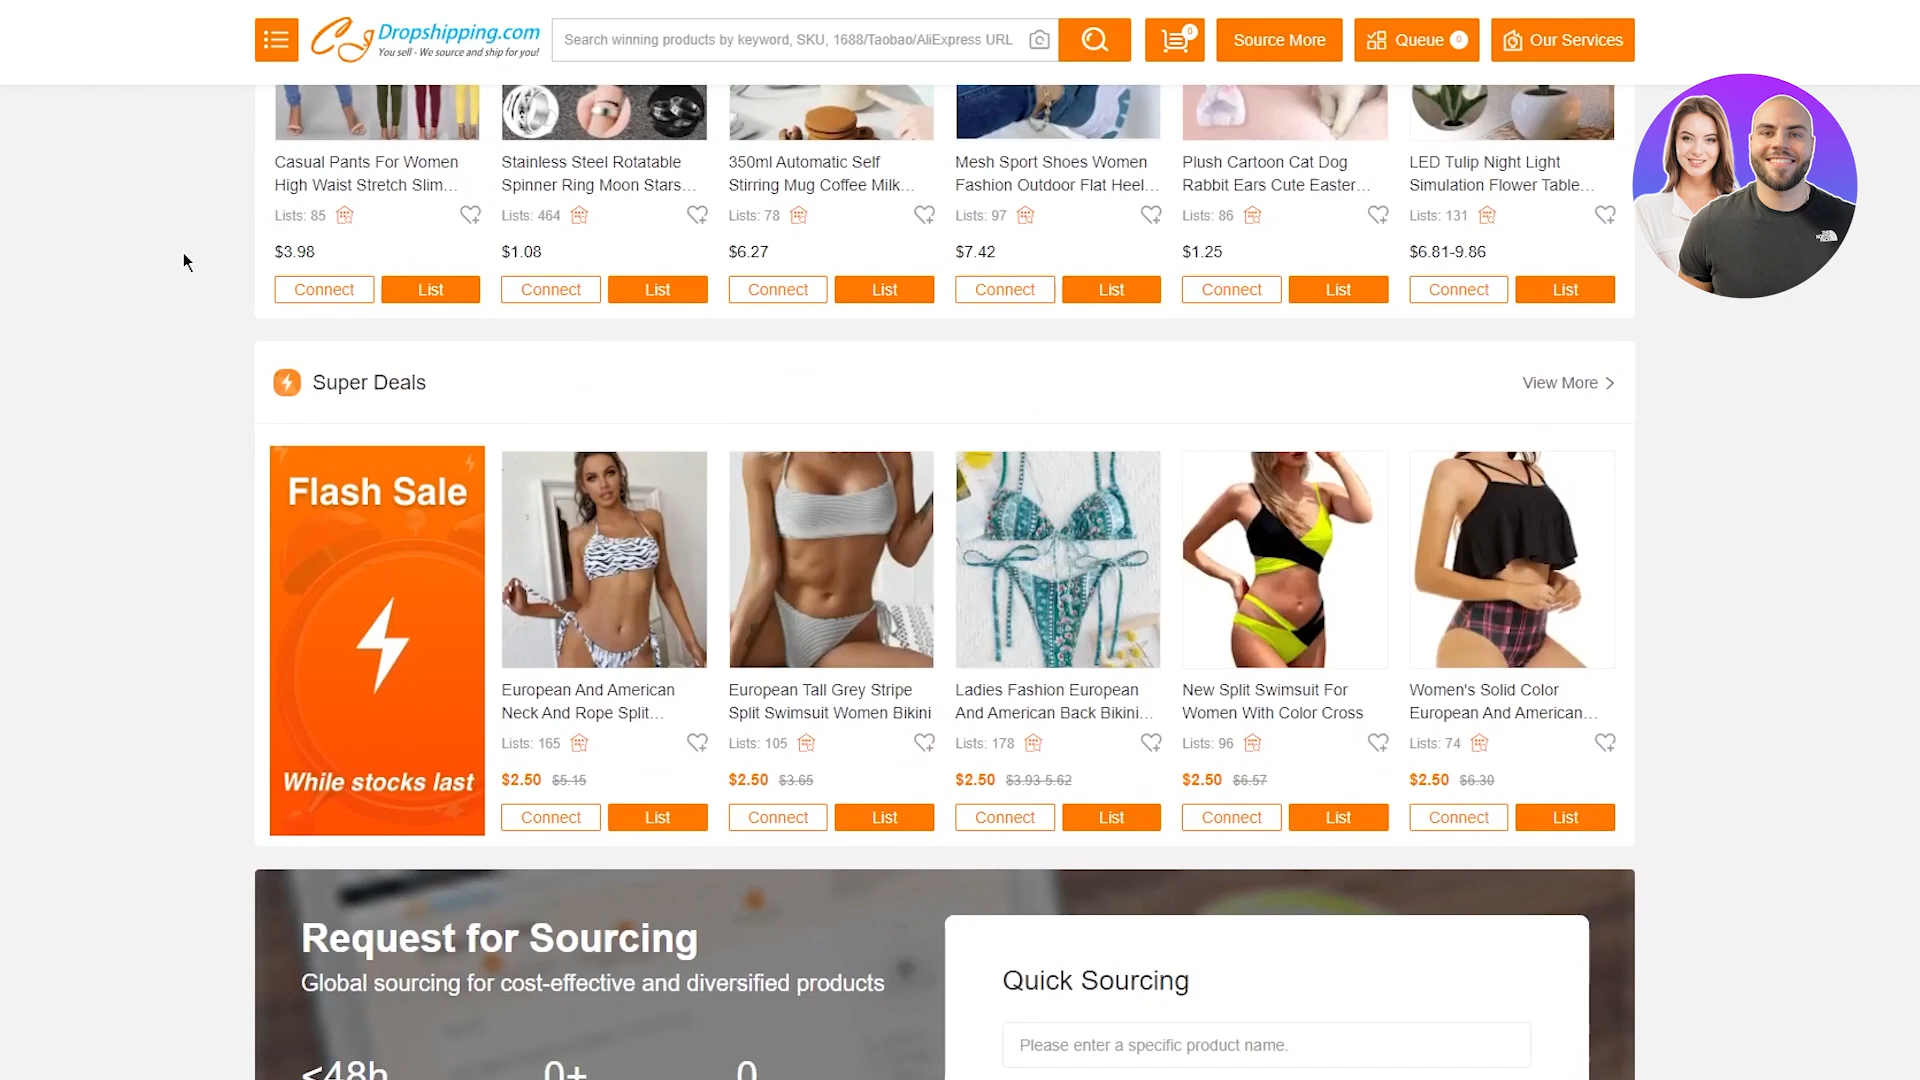 CJ Dropshipping.com
You sell - We source and ship for you!
Search winning products by keyword, SKU, 1688/Taobao/AliExpress URL
0
Source More
Queue 0
Our Services
Casual Pants For Women High Waist Stretch Slim...
Lists: 85
$3.98
Connect
List
Stainless Steel Rotatable Spinner Ring Moon Stars...
Lists: 464
$1.08
Connect
List
350ml Automatic Self Stirring Mug Coffee Milk...
Lists: 78
$6.27
Connect
List
Mesh Sport Shoes Women Fashion Outdoor Flat Heel...
Lists: 97
$7.42
Connect
List
Plush Cartoon Cat Dog Rabbit Ears Cute Easter...
Lists: 86
$1.25
Connect
List
LED Tulip Night Light Simulation Flower Table...
Lists: 131
$6.81-9.86
Connect
List
THE NORTH FACE
Super Deals
View More
Flash Sale
While stocks last
European And American Neck And Rope Split...
Lists: 165
$2.50 $5.15
Connect
List
European Tall Grey Stripe Split Swimsuit Women Bikini
Lists: 105
$2.50 $3.65
Connect
List
Ladies Fashion European And American Back Bikini...
Lists: 178
$2.50 $3.93-5.62
Connect
List
New Split Swimsuit For Women With Color Cross
Lists: 96
$2.50 $6.57
Connect
List
Women's Solid Color European And American...
Lists: 74
$2.50 $6.30
Connect
List
Request for Sourcing
Global sourcing for cost-effective and diversified products
<48h
0+
0
Quick Sourcing
Please enter a specific product name.